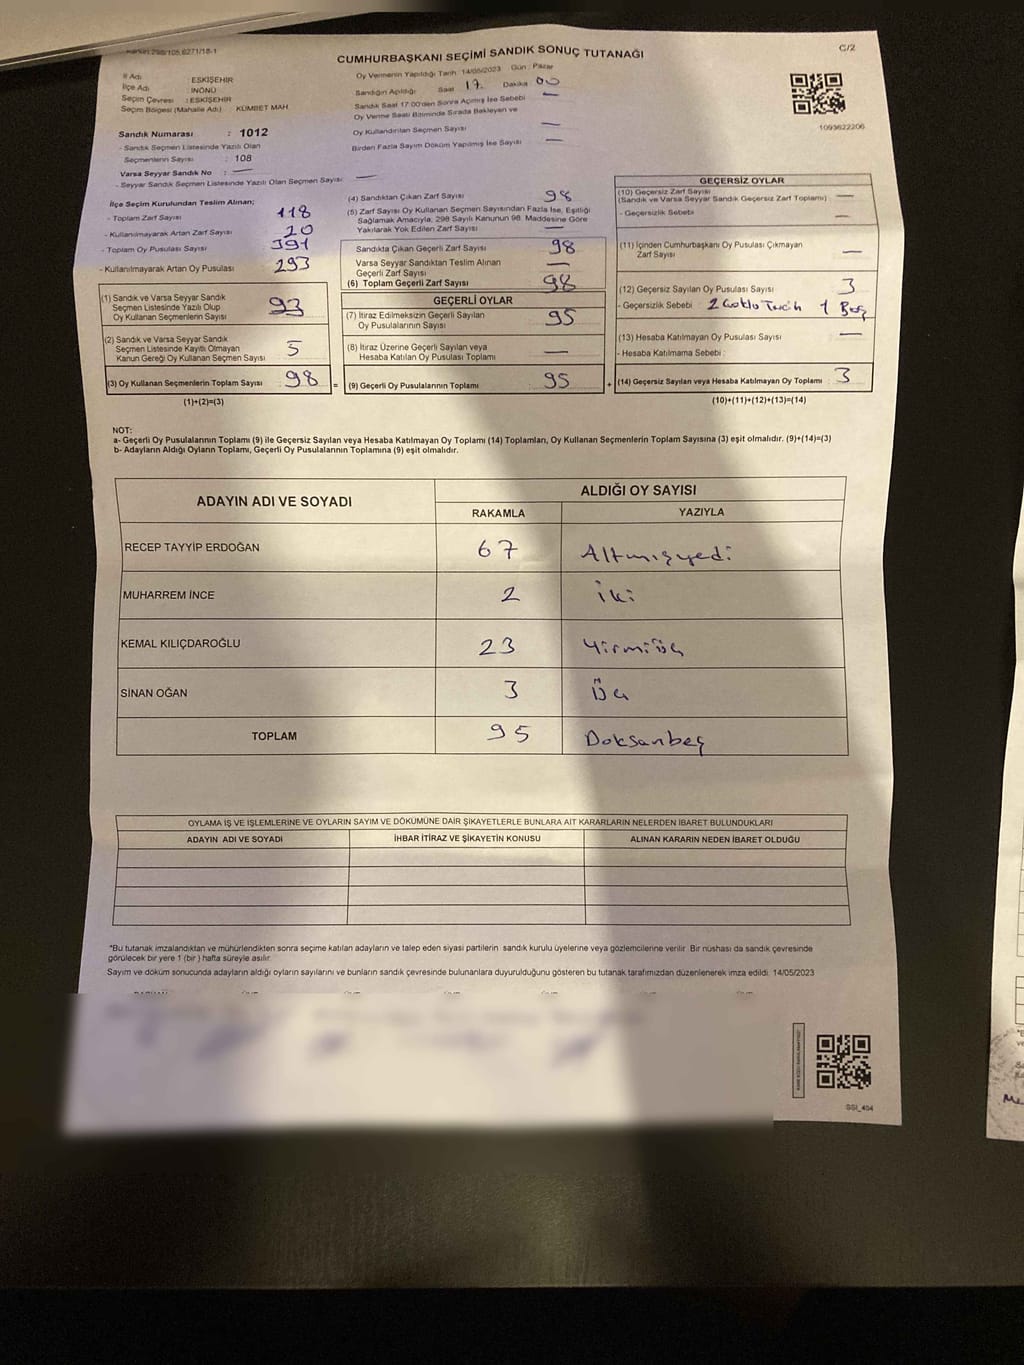 298/105.6271/18-1
C/2
CUMHURBAŞKANI SEÇİMİ SANDIK SONUÇ TUTANAĞI
İl Adı : ESKİŞEHİR
İlçe Adı : İNÖNÜ
Seçim Çevresi : ESKİŞEHİR
Seçim Bölgesi (Mahalle Adı) : KÜMBET MAH
Oy Vermenin Yapıldığı Tarih : 14/05/2023 Gün : Pazar
Sandığın Açıldığı Saat 17. Dakika 00
Sandık Saat 17:00'den Sonra Açılmış İse Sebebi —
Oy Verme Saati Bitiminde Sırada Bekleyen ve
Oy Kullandırılan Seçmen Sayısı —
Birden Fazla Sayım Döküm Yapılmış İse Sayısı —
1093622206
Sandık Numarası : 1012
- Sandık Seçmen Listesinde Yazılı Olan
Seçmenlerin Sayısı : 108
Varsa Seyyar Sandık No : —
- Seyyar Sandık Seçmen Listesinde Yazılı Olan Seçmen Sayısı: —
İlçe Seçim Kurulundan Teslim Alınan;
- Toplam Zarf Sayısı 118
- Kullanılmayarak Artan Zarf Sayısı 20
- Toplam Oy Pusulası Sayısı 391
- Kullanılmayarak Artan Oy Pusulası 293
(1) Sandık ve Varsa Seyyar Sandık
Seçmen Listesinde Yazılı Olup
Oy Kullanan Seçmenlerin Sayısı 93
(2) Sandık ve Varsa Seyyar Sandık
Seçmen Listesinde Kayıtlı Olmayan
Kanun Gereği Oy Kullanan Seçmen Sayısı 5
(3) Oy Kullanan Seçmenlerin Toplam Sayısı 98 =
(1)+(2)=(3)
(4) Sandıktan Çıkan Zarf Sayısı 98
(5) Zarf Sayısı Oy Kullanan Seçmen Sayısından Fazla İse, Eşitliği
Sağlamak Amacıyla, 298 Sayılı Kanunun 98. Maddesine Göre
Yakılarak Yok Edilen Zarf Sayısı —
Sandıkta Çıkan Geçerli Zarf Sayısı 98
Varsa Seyyar Sandıktan Teslim Alınan
Geçerli Zarf Sayısı —
(6) Toplam Geçerli Zarf Sayısı 98
GEÇERLİ OYLAR
(7) İtiraz Edilmeksizin Geçerli Sayılan
Oy Pusulalarının Sayısı 95
(8) İtiraz Üzerine Geçerli Sayılan veya
Hesaba Katılan Oy Pusulası Toplamı —
(9) Geçerli Oy Pusulalarının Toplamı 95 +
GEÇERSİZ OYLAR
(10) Geçersiz Zarf Sayısı
(Sandık ve Varsa Seyyar Sandık Geçersiz Zarf Toplamı) —
- Geçersizlik Sebebi : —
(11) İçinden Cumhurbaşkanı Oy Pusulası Çıkmayan
Zarf Sayısı —
(12) Geçersiz Sayılan Oy Pusulası Sayısı 3
- Geçersizlik Sebebi : 2 Çoklu Tercih 1 Boş
(13) Hesaba Katılmayan Oy Pusulası Sayısı —
- Hesaba Katılmama Sebebi :
(14) Geçersiz Sayılan veya Hesaba Katılmayan Oy Toplamı : 3
(10)+(11)+(12)+(13)=(14)
NOT:
a- Geçerli Oy Pusulalarının Toplamı (9) ile Geçersiz Sayılan veya Hesaba Katılmayan Oy Toplamı (14) Toplamları, Oy Kullanan Seçmenlerin Toplam Sayısına (3) eşit olmalıdır. (9)+(14)=(3)
b- Adayların Aldığı Oyların Toplamı, Geçerli Oy Pusulalarının Toplamına (9) eşit olmalıdır.
ADAYIN ADI VE SOYADI ALDIĞI OY SAYISI
RAKAMLA YAZIYLA
RECEP TAYYİP ERDOĞAN 67 Altmışyedi
MUHARREM İNCE 2 İki
KEMAL KILIÇDAROĞLU 23 Yirmiüç
SİNAN OĞAN 3 Üç
TOPLAM 95 Doksanbeş
OYLAMA İŞ VE İŞLEMLERİNE VE OYLARIN SAYIM VE DÖKÜMÜNE DAİR ŞİKAYETLERLE BUNLARA AİT KARARLARIN NELERDEN İBARET BULUNDUKLARI
ADAYIN ADI VE SOYADI İHBAR İTİRAZ VE ŞİKAYETİN KONUSU ALINAN KARARIN NEDEN İBARET OLDUĞU
*Bu tutanak imzalandıktan ve mühürlendikten sonra seçime katılan adayların ve talep eden siyasi partilerin sandık kurulu üyelerine veya gözlemcilerine verilir. Bir nüshası da sandık çevresinde
görülecek bir yere 1 (bir) hafta süreyle asılır.
Sayım ve döküm sonucunda adayların aldığı oyların sayılarını ve bunların sandık çevresinde bulunanlara duyurulduğunu gösteren bu tutanak tarafımızdan düzenlenerek imza edildi. 14/05/2023
SSI_404